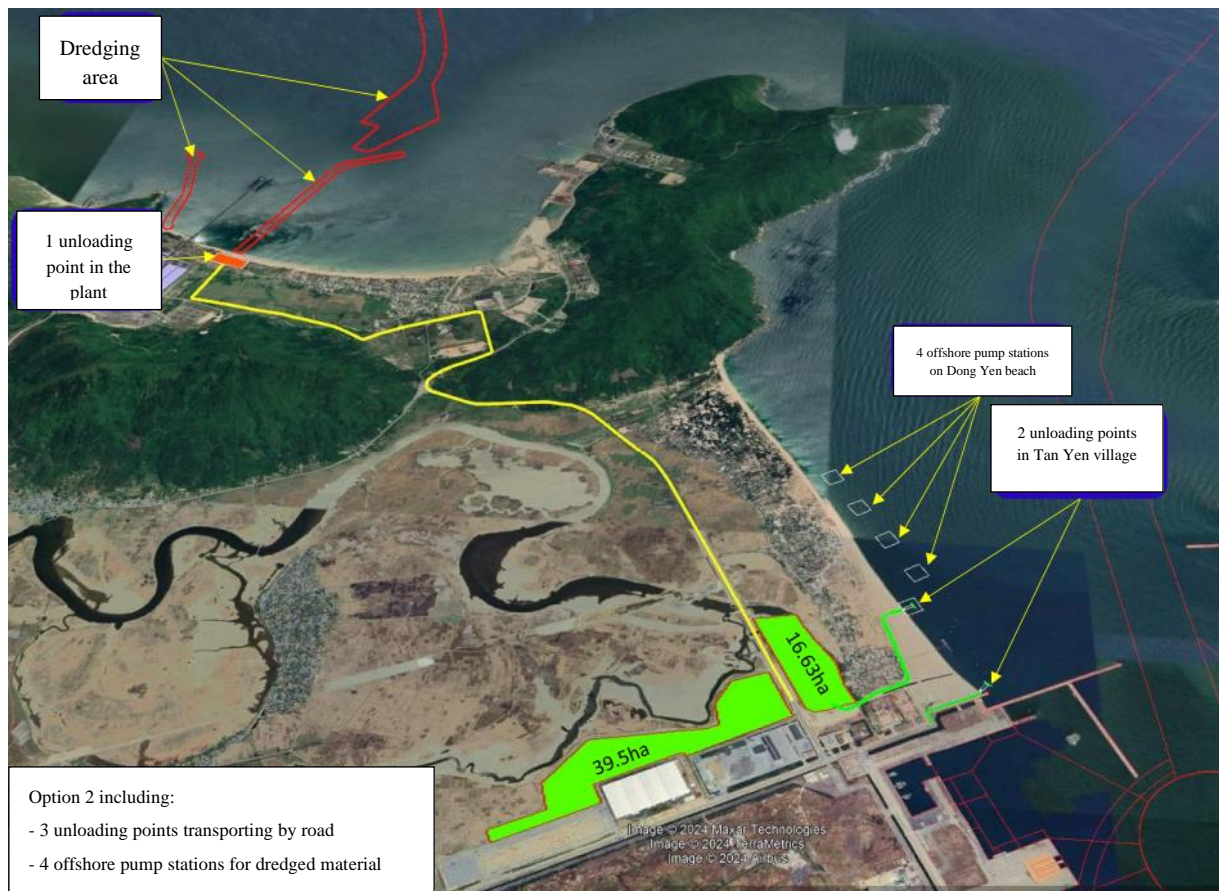 Dredging
area
1 unloading
point in the
plant
4 offshore pump stations
on Dong Yen beach
2 unloading points
in Tan Yen village
16.63ha
39.5ha
Option 2 including:
- 3 unloading points transporting by road
- 4 offshore pump stations for dredged material
Image © 2024 Maxar Technologies
Image © 2024 TerraMetrics
Image © 2024 Airbus